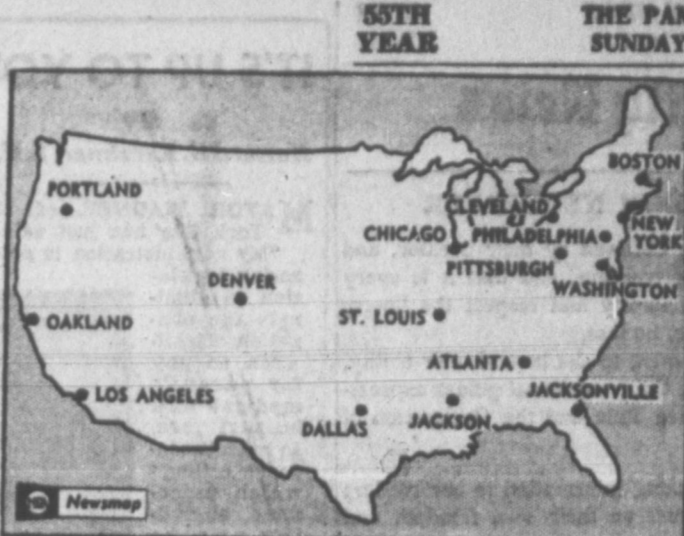 55TH
YEAR
THE PAN
SUNDAY
BOSTON
PORTLAND
CLEVELAND
NEW
YORK
CHICAGO
PHILADELPHIA
PITTSBURGH
WASHINGTON
DENVER
ST. LOUIS
OAKLAND
ATLANTA
LOS ANGELES
JACKSONVILLE
DALLAS
JACKSON
Newsmap